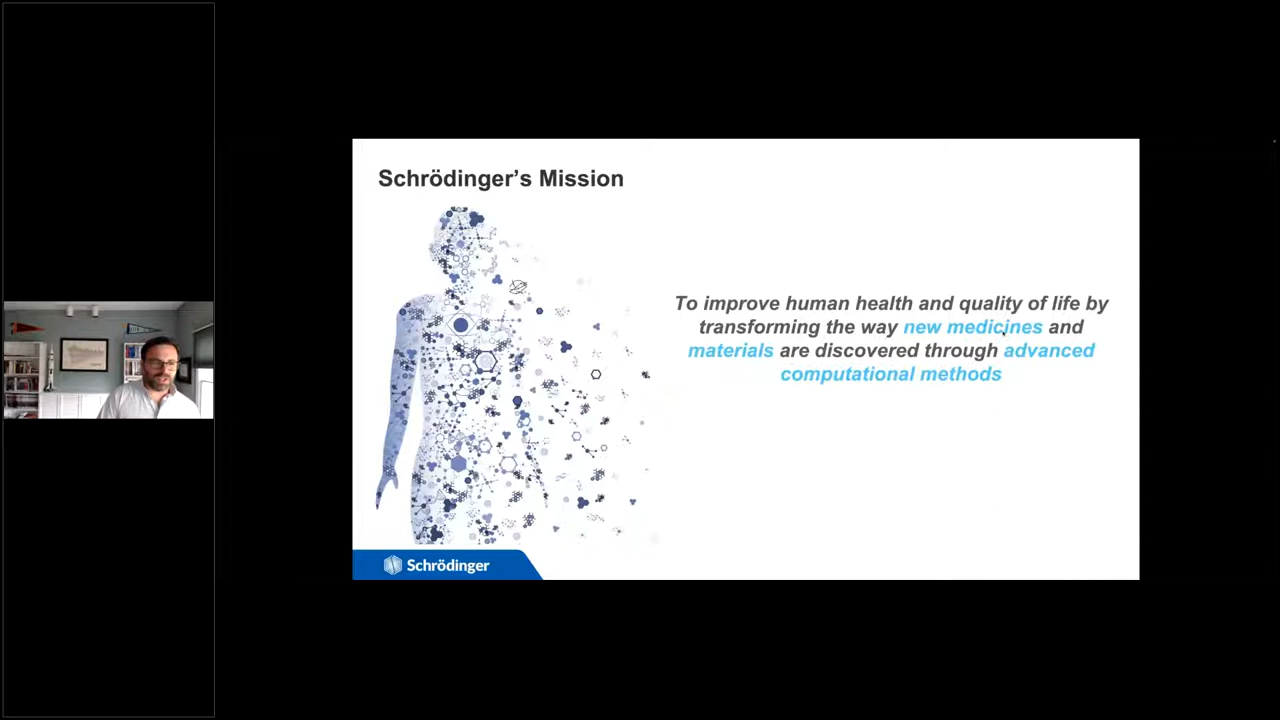 Schrödinger's Mission
To improve human health and quality of life by
transforming the way new medicines and
materials are discovered through advanced
computational methods
Schrödinger